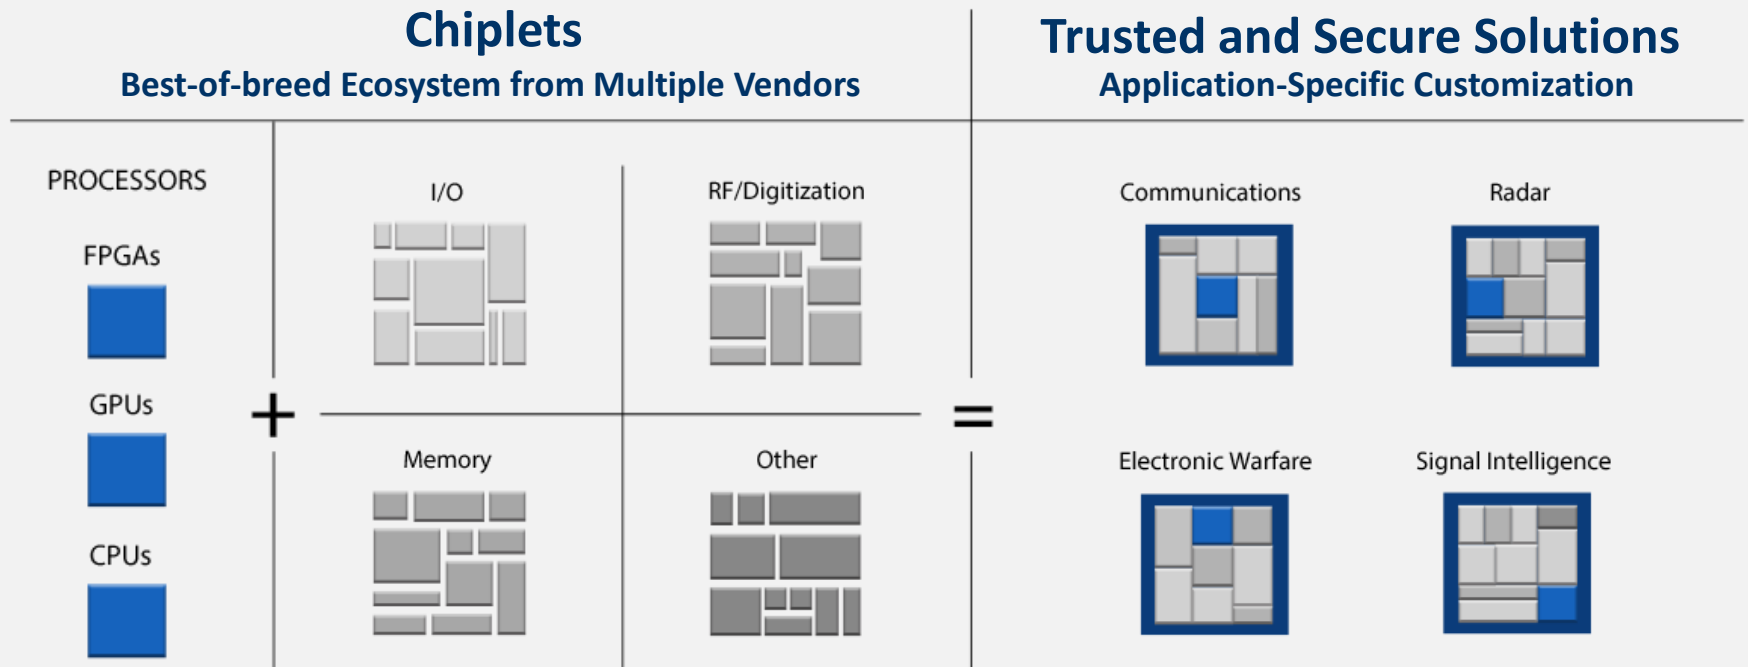 Chiplets
Best-of-breed Ecosystem from Multiple Vendors
Trusted and Secure Solutions
Application-Specific Customization
PROCESSORS
FPGAs
GPUs
CPUs
+
I/O
RF/Digitization
Memory
Other
=
Communications
Radar
Electronic Warfare
Signal Intelligence